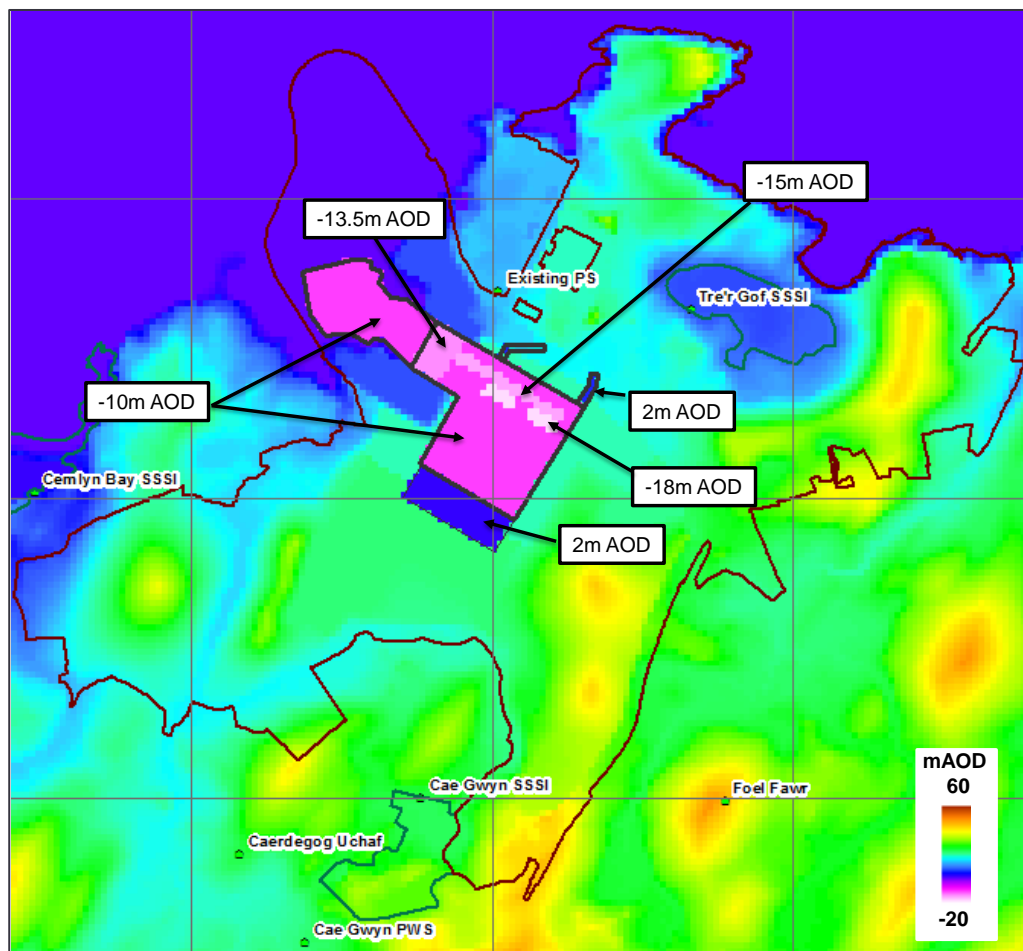 -15m AOD
-13.5m AOD
Existing PS
Tre'r Gof SSSI
-10m AOD
2m AOD
Cemlyn Bay SSSI
-18m AOD
2m AOD
mAOD
60
Cae Gwyn SSSI
Foel Fawr
Caerdegog Uchaf
-20
Cae Gwyn PWS